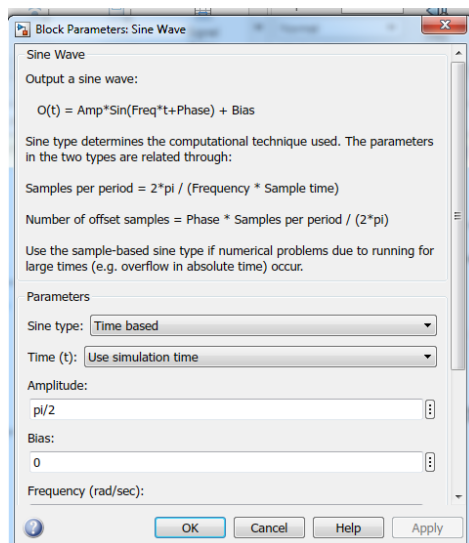 Block Parameters: Sine Wave
Sine Wave
Output a sine wave:
O(t) = Amp*Sin(Freq*t+Phase) + Bias
Sine type determines the computational technique used. The parameters
in the two types are related through:
Samples per period = 2*pi / (Frequency * Sample time)
Number of offset samples = Phase * Samples per period / (2*pi)
Use the sample-based sine type if numerical problems due to running for
large times (e.g. overflow in absolute time) occur.
Parameters
Sine type: Time based
Time (t): Use simulation time
Amplitude:
pi/2
Bias:
0
Frequency (rad/sec):
OK Cancel Help Apply